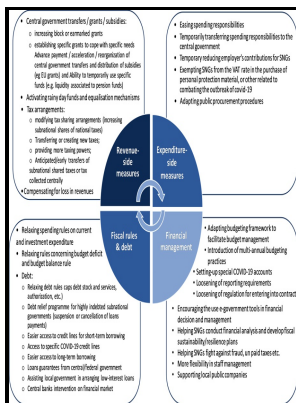 • Central government transfers / grants / subsidies:
o increasing block or earmarked grants
o establishing specific grants to cope with specific needs
Advance payment / acceleration / reorganization of
central government transfers and distribution of subsidies
(eg EU grants) and Ability to temporarily use specific
funds (e.g. liquidity associated to pension funds)
• Activating rainy day funds and equalisation mechanisms
• Tax arrangements:
o modifying tax sharing arrangements (increasing
subnational shares of national taxes)
o Transferring or creating new taxes;
o providing more taxing powers;
o Anticipated/early transfers of
subnational shared taxes or tax
collected centrally
• Compensating for loss in revenues
• Easing spending responsibilities
• Temporarily transferring spending responsibilities to the
central government
• Temporary reducing employer's contributions for SNGs
• Exempting SNGs from the VAT rate in the purchase of
personal protection material, or other related to
combating the outbreak of covid-19
• Adapting public procurement procedures
Revenue-
side
measures
Expenditure-
side
measures
Fiscal rules
& debt
Financial
management
• Relaxing spending rules on current
and investment expenditure
• Relaxing rules concerning budget deficit
and budget balance rule
• Debt:
o Relaxing debt rules (caps debt stock and services,
authorization, etc.)
o Debt relief programme for highly indebted subnational
governments (suspension or cancellation of loans
payments)
o Easier access to credit lines for short-term borrowing
o Access to specific COVID-19 credit lines
o Easier access to long-term borrowing
o Loans guarantees from central/federal government
o Assisting local government in arranging low-interest loans
o Central banks intervention on financial market
• Adapting budgeting framework to
facilitate budget management
• Introduction of multi-annual budgeting
practices
• Setting-up special COVID-19 accounts
• Loosening of reporting requirements
• Loosening of regulation for entering into contract
• Encouraging the use e-government tools in financial
decision and management
• Helping SNGs conduct financial analysis and develop fiscal
sustainability/resilience plans
• Helping SNGs fight against fraud, un paid taxes etc.
• More flexibility in staff management
• Supporting local public companies